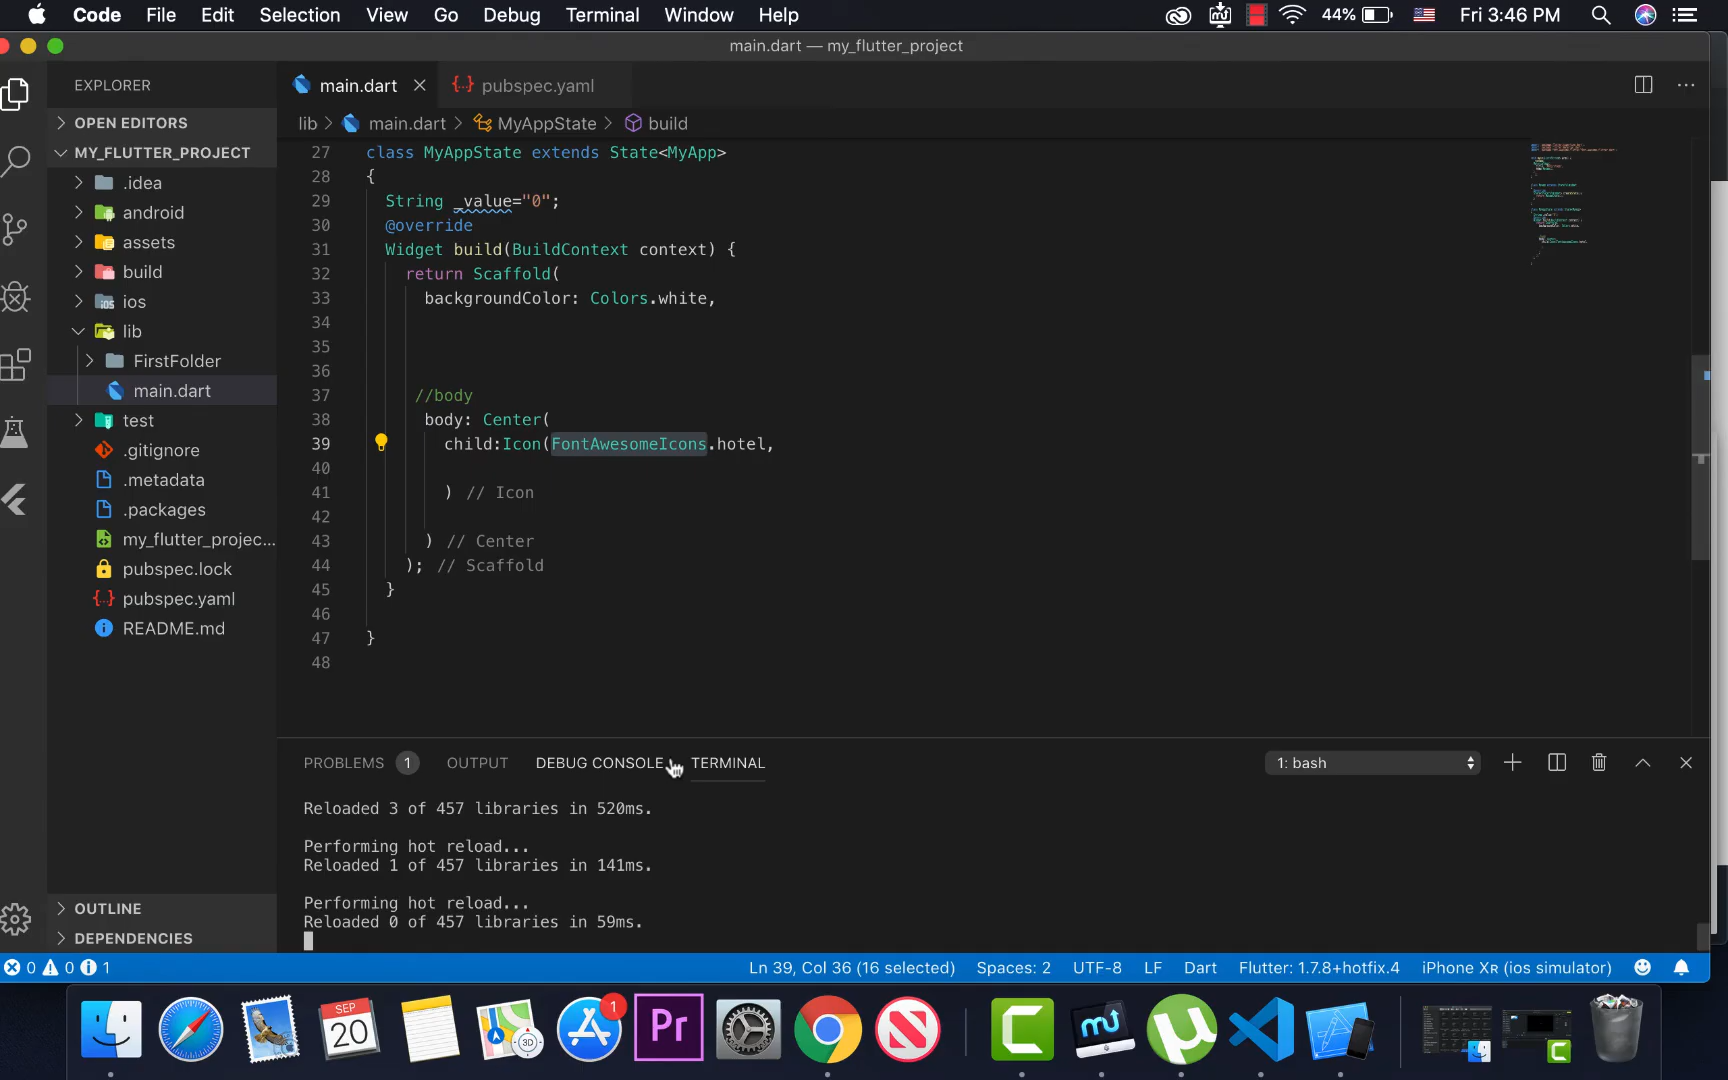 Code File Edit Selection View Go Debug Terminal Window Help 44% Fri 3:46 PM
main.dart — my_flutter_project
EXPLORER
OPEN EDITORS
MY_FLUTTER_PROJECT
.idea
android
assets
build
ios
lib
FirstFolder
main.dart
test
.gitignore
.metadata
.packages
my_flutter_projec...
pubspec.lock
pubspec.yaml
README.md
OUTLINE
DEPENDENCIES
main.dart pubspec.yaml
lib main.dart MyAppState build
27 class MyAppState extends State<MyApp>
28 {
29 String _value="0";
30 @override
31 Widget build(BuildContext context) {
32 return Scaffold(
33 backgroundColor: Colors.white,
34
35
36
37 //body
38 body: Center(
39 child:Icon(FontAwesomeIcons.hotel,
40
41 ) // Icon
42
43 ) // Center
44 ); // Scaffold
45 }
46
47 }
48
PROBLEMS 1 OUTPUT DEBUG CONSOLE TERMINAL 1: bash
Reloaded 3 of 457 libraries in 520ms.
Performing hot reload...
Reloaded 1 of 457 libraries in 141ms.
Performing hot reload...
Reloaded 0 of 457 libraries in 59ms.
0 0 1 Ln 39, Col 36 (16 selected) Spaces: 2 UTF-8 LF Dart Flutter: 1.7.8+hotfix.4 iPhone XR (ios simulator)
SEP
20
3D
1
Pr